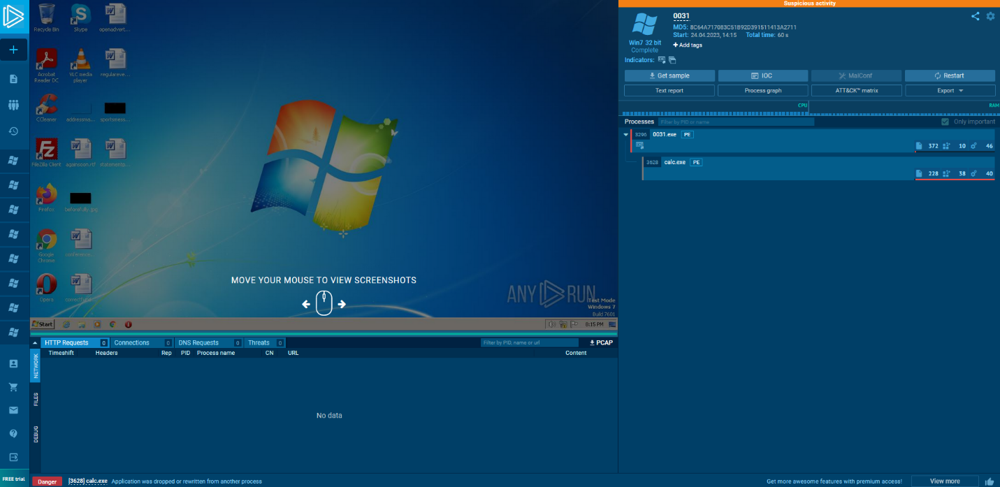 Suspicious activity
Recycle Bin
Skype
openadvert...
Acrobat
Reader DC
VLC media
player
regulareve...
CCleaner
addressma...
sportsmess...
FileZilla Client
againsoon.rtf
statementp...
Firefox
beforefully.jpg
Google
Chrome
conference...
Opera
MOVE YOUR MOUSE TO VIEW SCREENSHOTS
ANY RUN
Test Mode
Windows 7
Build 7601
Start
8:15 PM
HTTP Requests 0
Connections 0
DNS Requests 0
Threats 0
Filter by PID, name or url
PCAP
Timeshift
Headers
Rep
PID
Process name
CN
URL
Content
NETWORK
FILES
DEBUG
No data
FREE trial
Danger
[3628] calc.exe
Application was dropped or rewritten from another process
0031
MD5: 8C64A717083C51B92D391511413A2711
Start: 24.04.2023, 14:15 Total time: 60 s
Win7 32 bit
Complete
+ Add tags
Indicators:
Get sample
IOC
MalConf
Restart
Text report
Process graph
ATT&CK™ matrix
Export
CPU
RAM
Processes
Filter by PID or name
Only important
3296 0031.exe PE
372 10 46
3628 calc.exe PE
228 38 40
Get more awesome features with premium access!
View more